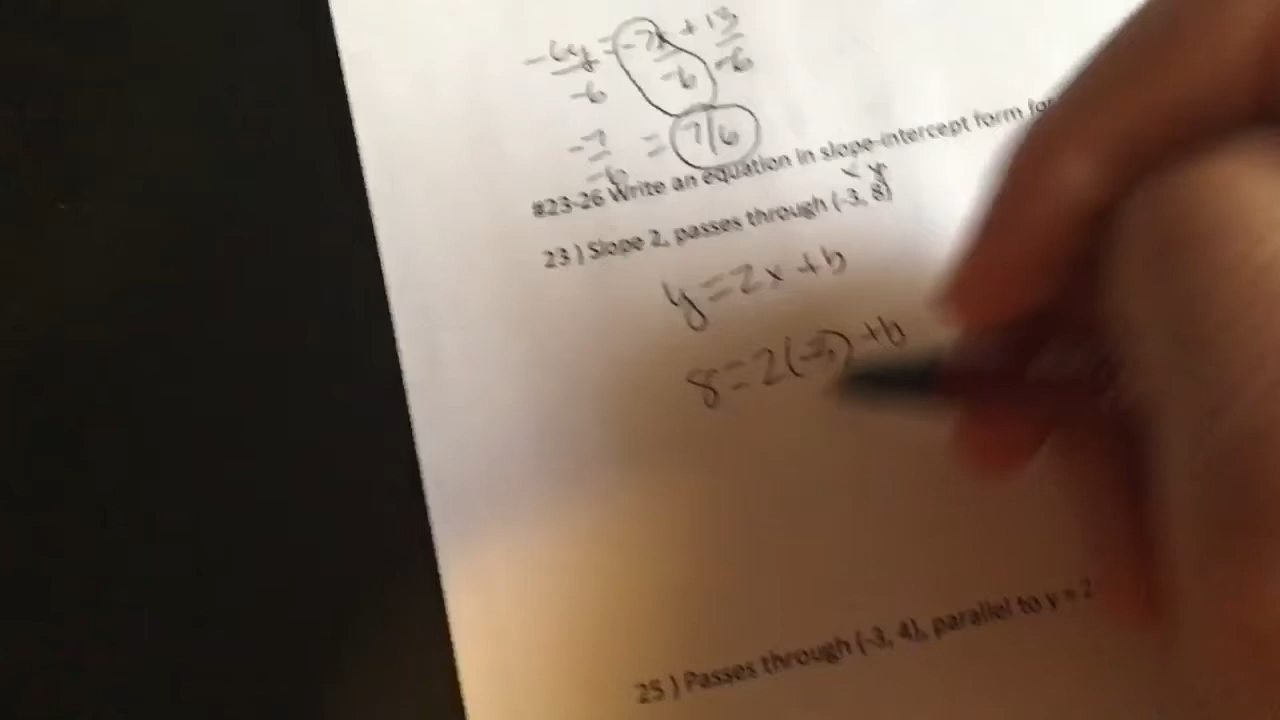 -6y = -7x + 13
-6 -6 -6
-7 = 7/6
-6
#23-26 Write an equation in slope-intercept form for
x y
23 ) Slope 2, passes through (-3, 8)
y = 2x + b
8 = 2(-3) + b
25 ) Passes through (-3, 4), parallel to y = 2